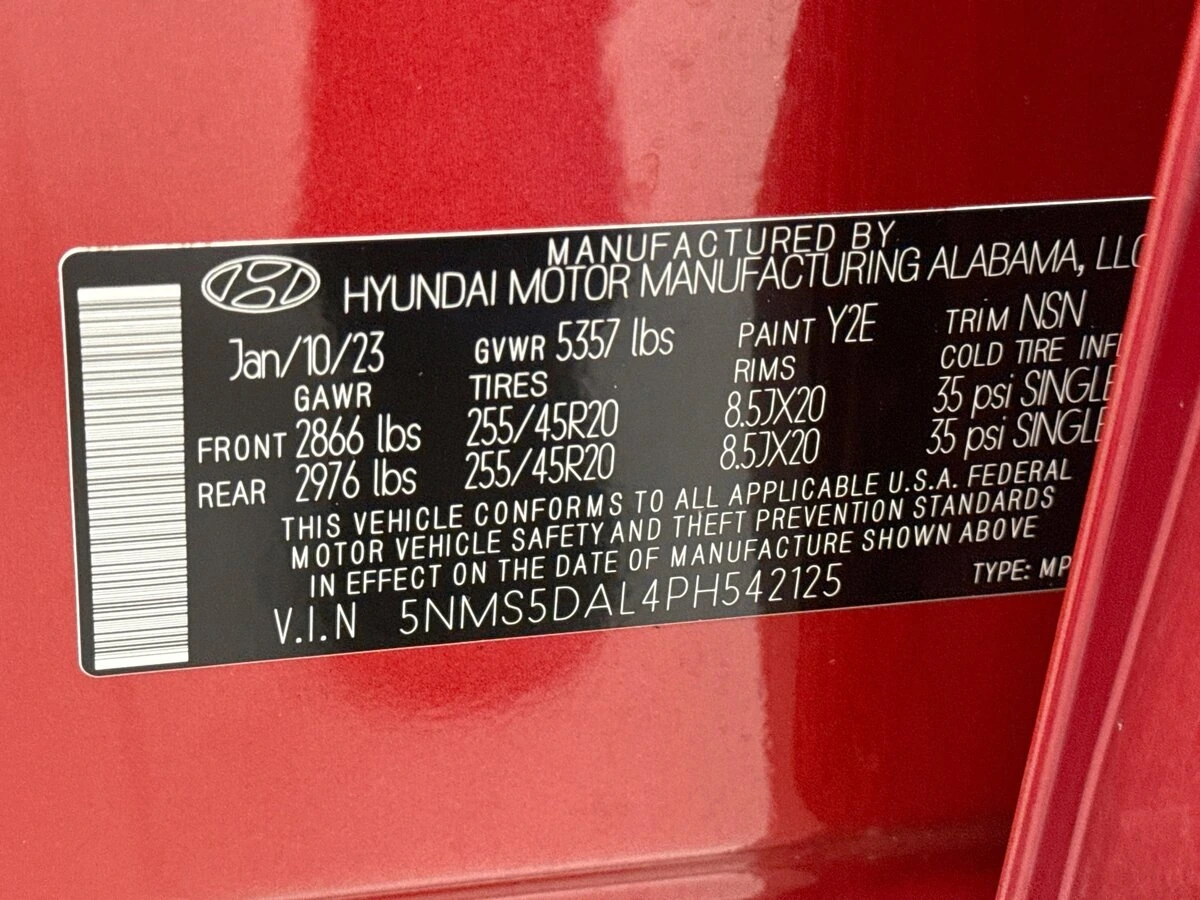 MANUFACTURED BY
HYUNDAI MOTOR MANUFACTURING ALABAMA, LLC
Jan/10/23 GVWR 5357 lbs PAINT Y2E TRIM NSN
GAWR TIRES RIMS COLD TIRE INF
FRONT 2866 lbs 255/45R20 8.5JX20 35 psi SINGLE
REAR 2976 lbs 255/45R20 8.5JX20 35 psi SINGLE
THIS VEHICLE CONFORMS TO ALL APPLICABLE U.S.A. FEDERAL
MOTOR VEHICLE SAFETY AND THEFT PREVENTION STANDARDS
IN EFFECT ON THE DATE OF MANUFACTURE SHOWN ABOVE
TYPE: MP
V.I.N 5NMS5DAL4PH542125